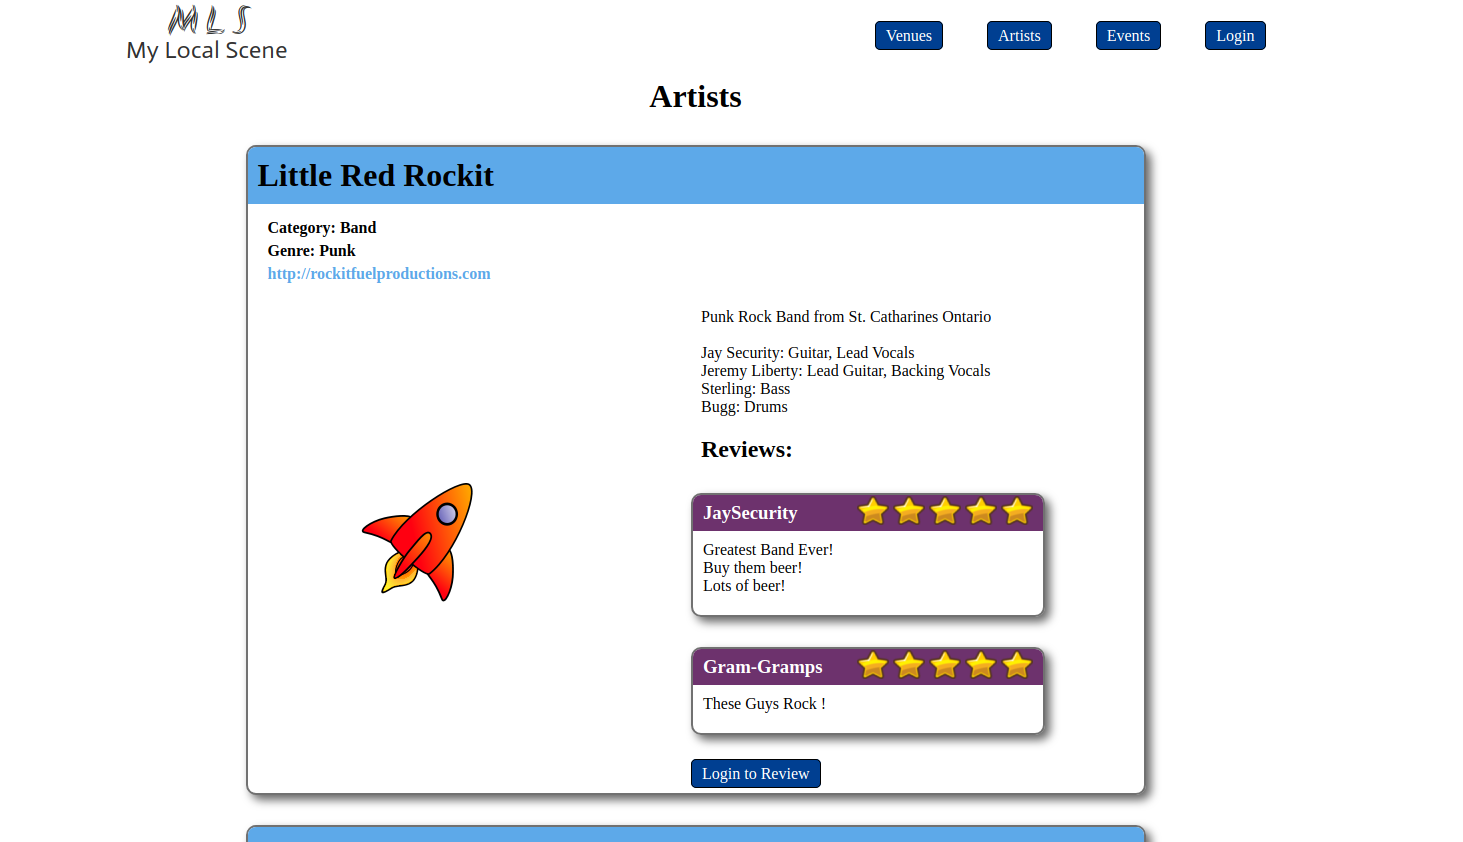 MLS
My Local Scene
Venues
Artists
Events
Login
Artists
Little Red Rockit
Category: Band
Genre: Punk
http://rockitfuelproductions.com
Punk Rock Band from St. Catharines Ontario
Jay Security: Guitar, Lead Vocals
Jeremy Liberty: Lead Guitar, Backing Vocals
Sterling: Bass
Bugg: Drums
Reviews:
JaySecurity
Greatest Band Ever!
Buy them beer!
Lots of beer!
Gram-Gramps
These Guys Rock !
Login to Review